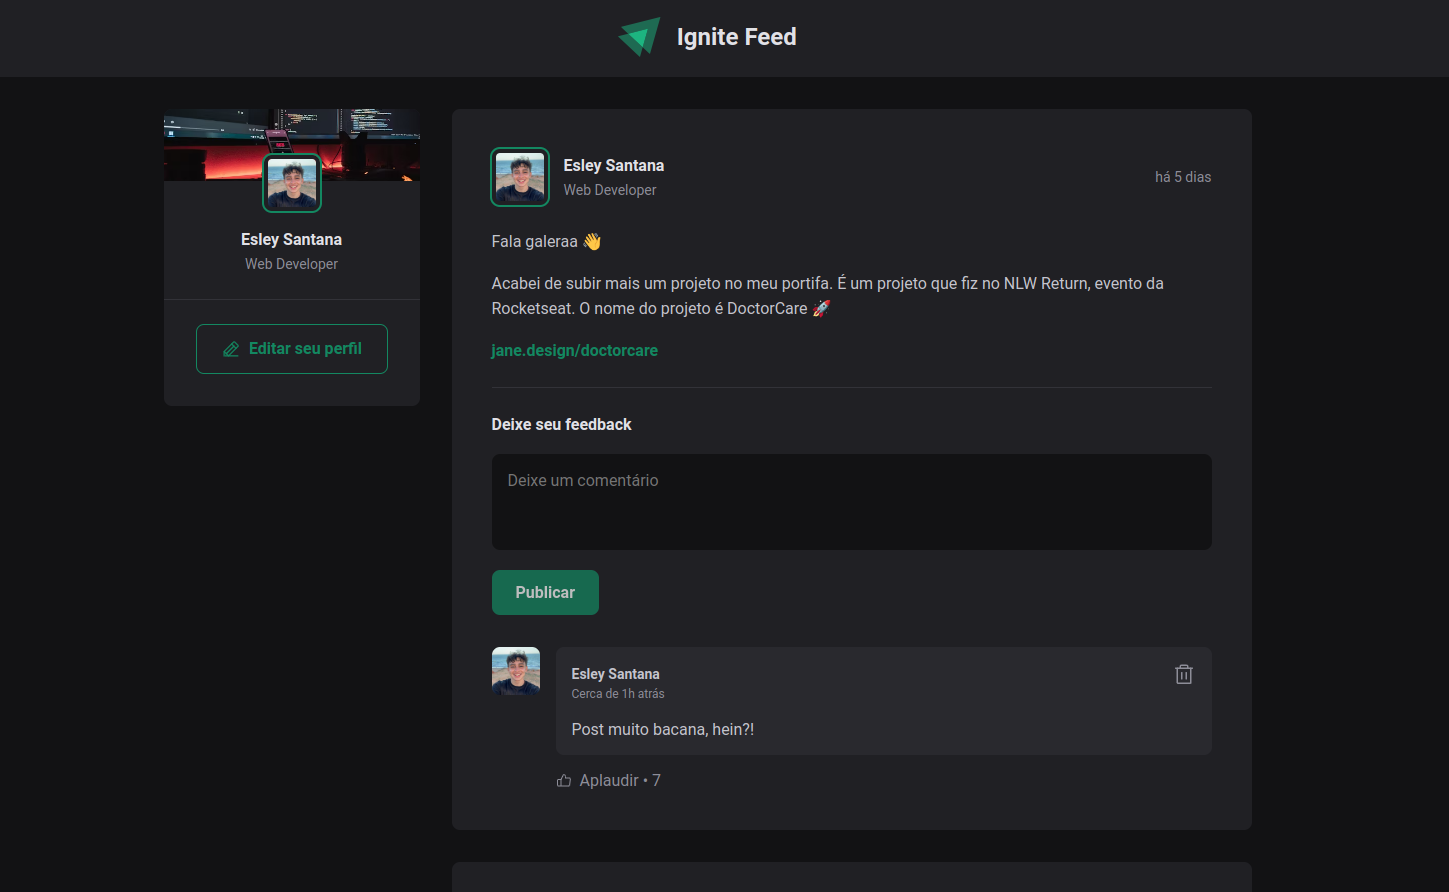 Ignite Feed
Esley Santana
Web Developer
Editar seu perfil
Esley Santana
Web Developer
há 5 dias
Fala galeraa 👋
Acabei de subir mais um projeto no meu portifa. É um projeto que fiz no NLW Return, evento da
Rocketseat. O nome do projeto é DoctorCare 🚀
jane.design/doctorcare
Deixe seu feedback
Deixe um comentário
Publicar
Esley Santana
Cerca de 1h atrás
Post muito bacana, hein?!
Aplaudir • 7